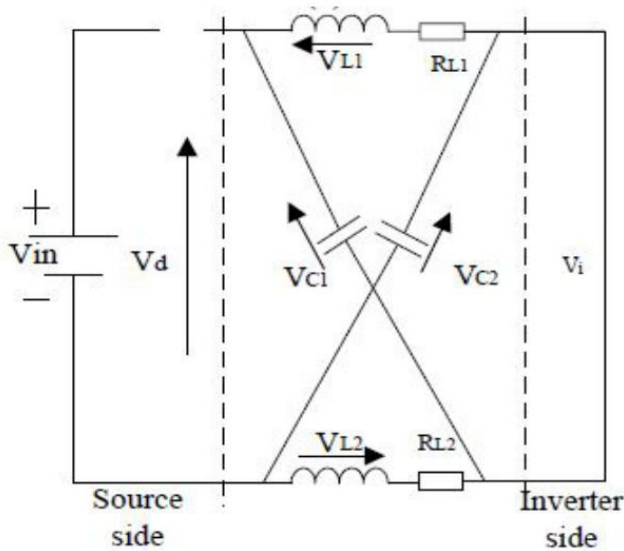 VL1
RL1
+
Vin
−
Vd
VC1
VC2
Vi
VL2
RL2
Source
side
Inverter
side